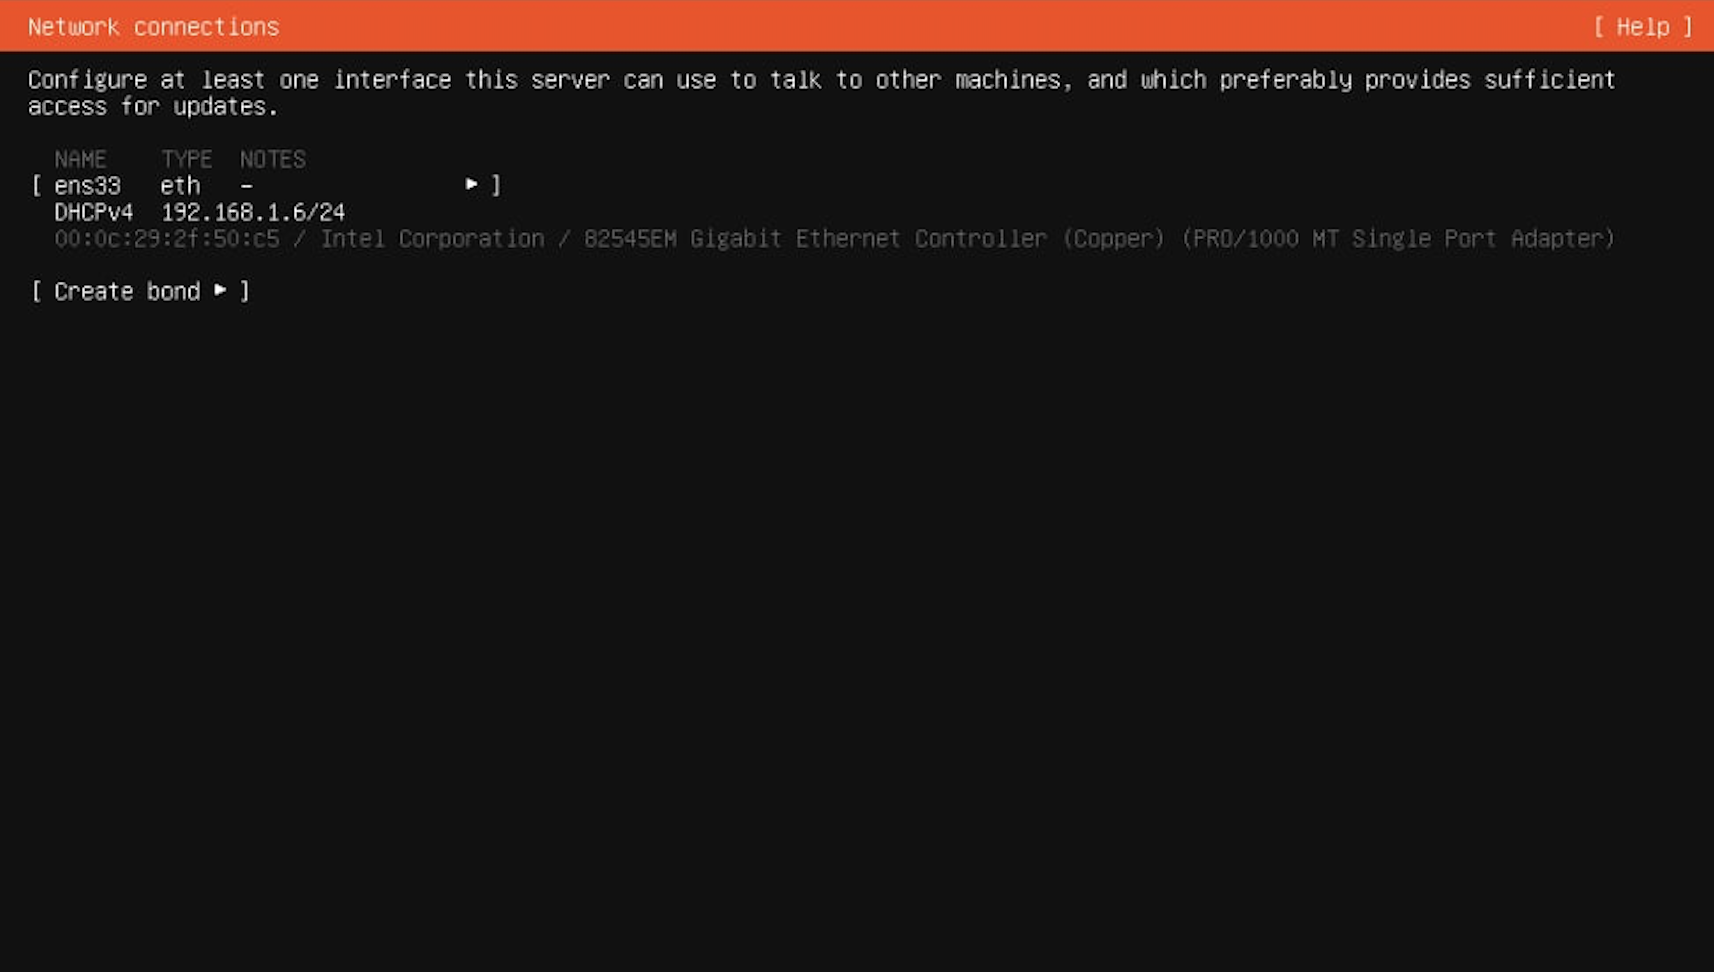 Network connections [ Help ]
Configure at least one interface this server can use to talk to other machines, and which preferably provides sufficient
access for updates.
NAME TYPE NOTES
[ ens33 eth - ▸ ]
DHCPv4 192.168.1.6/24
00:0c:29:2f:50:c5 / Intel Corporation / 82545EM Gigabit Ethernet Controller (Copper) (PRO/1000 MT Single Port Adapter)
[ Create bond ▸ ]